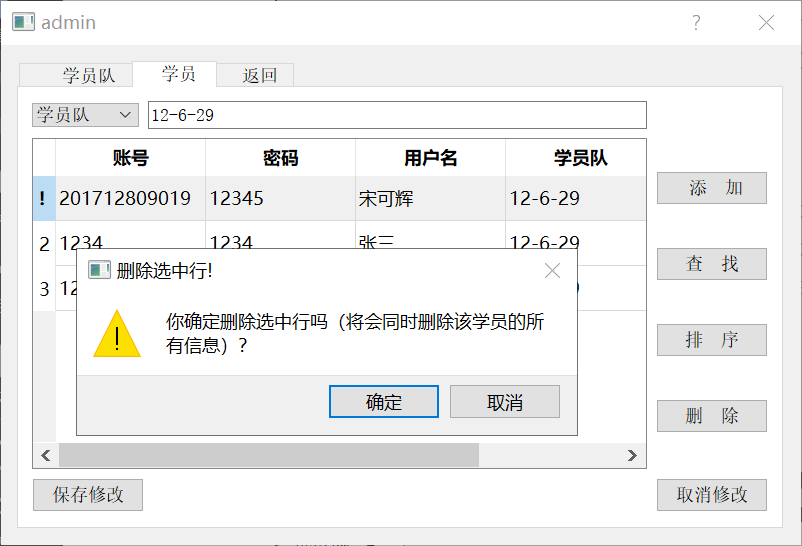 admin
学员队 学员 返回
学员队 12-6-29
账号 密码 用户名 学员队
! 201712809019 12345 宋可辉 12-6-29
添 加
2 1234 1234 张三 12-6-29
查 找
删除选中行!
3 12
你确定删除选中行吗（将会同时删除该学员的所
有信息）?
排 序
确定 取消
删 除
保存修改 取消修改